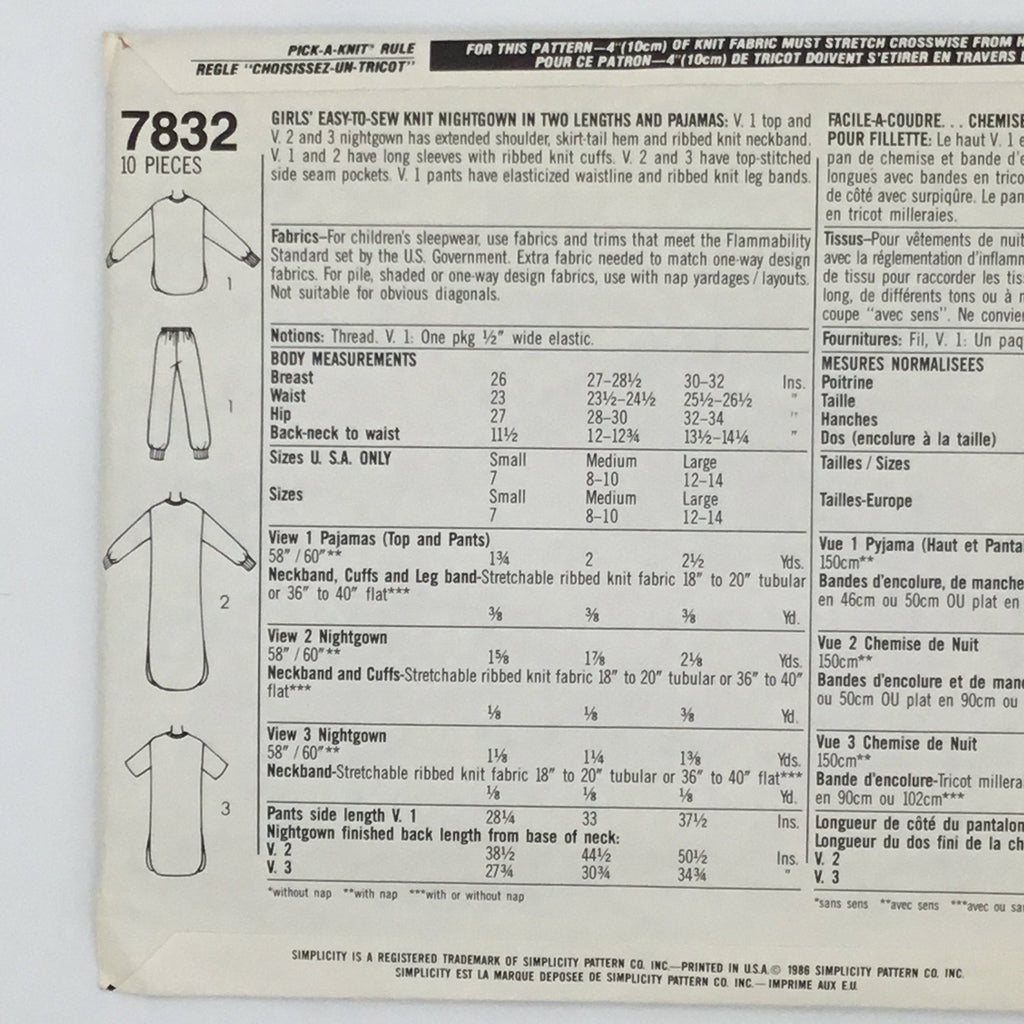 PICK-A-KNIT* RULE
REGLE "CHOISISSEZ-UN-TRICOT"
FOR THIS PATTERN—4"(10cm) OF KNIT FABRIC MUST STRETCH CROSSWISE FROM
POUR CE PATRON—4"(10cm) DE TRICOT DOIVENT S'ETIRER EN TRAVERS
7832
10 PIECES
1
1
2
3
GIRLS' EASY-TO-SEW KNIT NIGHTGOWN IN TWO LENGTHS AND PAJAMAS: V. 1 top and
V. 2 and 3 nightgown has extended shoulder, skirt-tail hem and ribbed knit neckband.
V. 1 and 2 have long sleeves with ribbed knit cuffs. V. 2 and 3 have top-stitched
side seam pockets. V. 1 pants have elasticized waistline and ribbed knit leg bands.
Fabrics–For children's sleepwear, use fabrics and trims that meet the Flammability
Standard set by the U.S. Government. Extra fabric needed to match one-way design
fabrics. For pile, shaded or one-way design fabrics, use with nap yardages / layouts.
Not suitable for obvious diagonals.
Notions: Thread. V. 1: One pkg ½" wide elastic.
BODY MEASUREMENTS
Breast 26 27–28½ 30–32 Ins.
Waist 23 23½–24½ 25½–26½ "
Hip 27 28–30 32–34 "
Back-neck to waist 11½ 12–12¾ 13½–14¼ "
Sizes U. S.A. ONLY Small Medium Large
7 8–10 12–14
Sizes Small Medium Large
7 8–10 12–14
View 1 Pajamas (Top and Pants)
58" / 60"** 1¾ 2 2½ Yds.
Neckband, Cuffs and Leg band-Stretchable ribbed knit fabric 18" to 20" tubular
or 36" to 40" flat***
⅜ ⅜ ⅜ Yd.
View 2 Nightgown
58" / 60"** 1⅝ 1⅞ 2⅛ Yds.
Neckband and Cuffs-Stretchable ribbed knit fabric 18" to 20" tubular or 36" to 40"
flat***
⅛ ⅛ ⅜ Yd.
View 3 Nightgown
58" / 60"** 1⅛ 1¼ 1⅜ Yds.
Neckband-Stretchable ribbed knit fabric 18" to 20" tubular or 36" to 40" flat***
⅛ ⅛ ⅛ Yd.
Pants side length V. 1 28¼ 33 37½ Ins.
Nightgown finished back length from base of neck:
V. 2 38½ 44½ 50½ Ins.
V. 3 27¾ 30¾ 34¾ "
*without nap **with nap ***with or without nap
FACILE-A-COUDRE. . . CHEMISE
POUR FILLETTE: Le haut V. 1
pan de chemise et bande
longues avec bandes en
de côté avec surpiqûre. Le
en tricot milleraies.
Tissus–Pour vêtements de nuit
avec la réglementation
de tissu pour raccorder les
long, de différents tons ou à
coupe "avec sens". Ne
Fournitures: Fil, V. 1: Un
MESURES NORMALISEES
Poitrine
Taille
Hanches
Dos (encolure à la taille)
Tailles / Sizes
Tailles-Europe
Vue 1 Pyjama (Haut et
150cm**
Bandes d'encolure, de
en 46cm ou 50cm OU plat en
Vue 2 Chemise de Nuit
150cm**
Bandes d'encolure et de
ou 50cm OU plat en 90cm ou
Vue 3 Chemise de Nuit
150cm**
Bande d'encolure-Tricot
en 90cm ou 102cm***
Longueur de côté du pantalon
Longueur du dos fini de la
V. 2
V. 3
*sans sens **avec sens ***avec ou
SIMPLICITY IS A REGISTERED TRADEMARK OF SIMPLICITY PATTERN CO. INC.—PRINTED IN U.S.A.© 1986 SIMPLICITY PATTERN CO. INC.
SIMPLICITY EST LA MARQUE DEPOSEE DE SIMPLICITY PATTERN CO. INC.— IMPRIME AUX E.U.